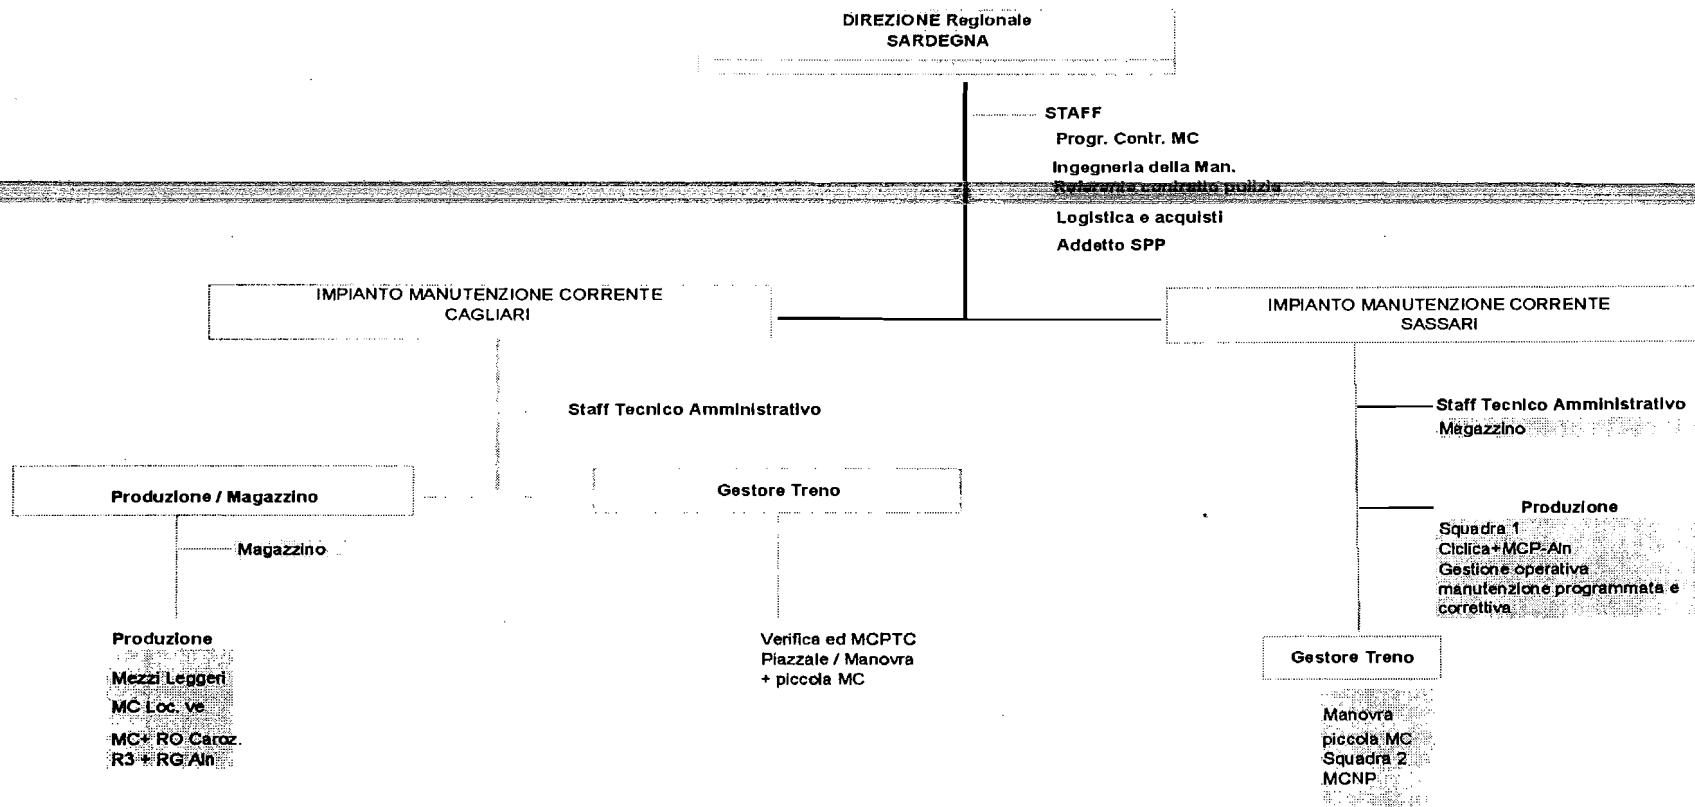 DIREZIONE Regionale
SARDEGNA
STAFF
Progr. Contr. MC
Ingegneria della Man.
Referente contratto pulizia
Logistica e acquisti
Addetto SPP
IMPIANTO MANUTENZIONE CORRENTE
CAGLIARI
IMPIANTO MANUTENZIONE CORRENTE
SASSARI
Staff Tecnico Amministrativo
Staff Tecnico Amministrativo
Magazzino
Produzione / Magazzino
Gestore Treno
Magazzino
Produzione
Squadra 1
Ciclica+MCP-Aln
Gestione operativa
manutenzione programmata e
correttiva
Produzione
Mezzi Leggeri
MC Loc. ve
MC+ RO Caroz.
R3 + RG Aln
Verifica ed MCPTC
Piazzale / Manovra
+ piccola MC
Gestore Treno
Manovra
piccola MC
Squadra 2
MCNP